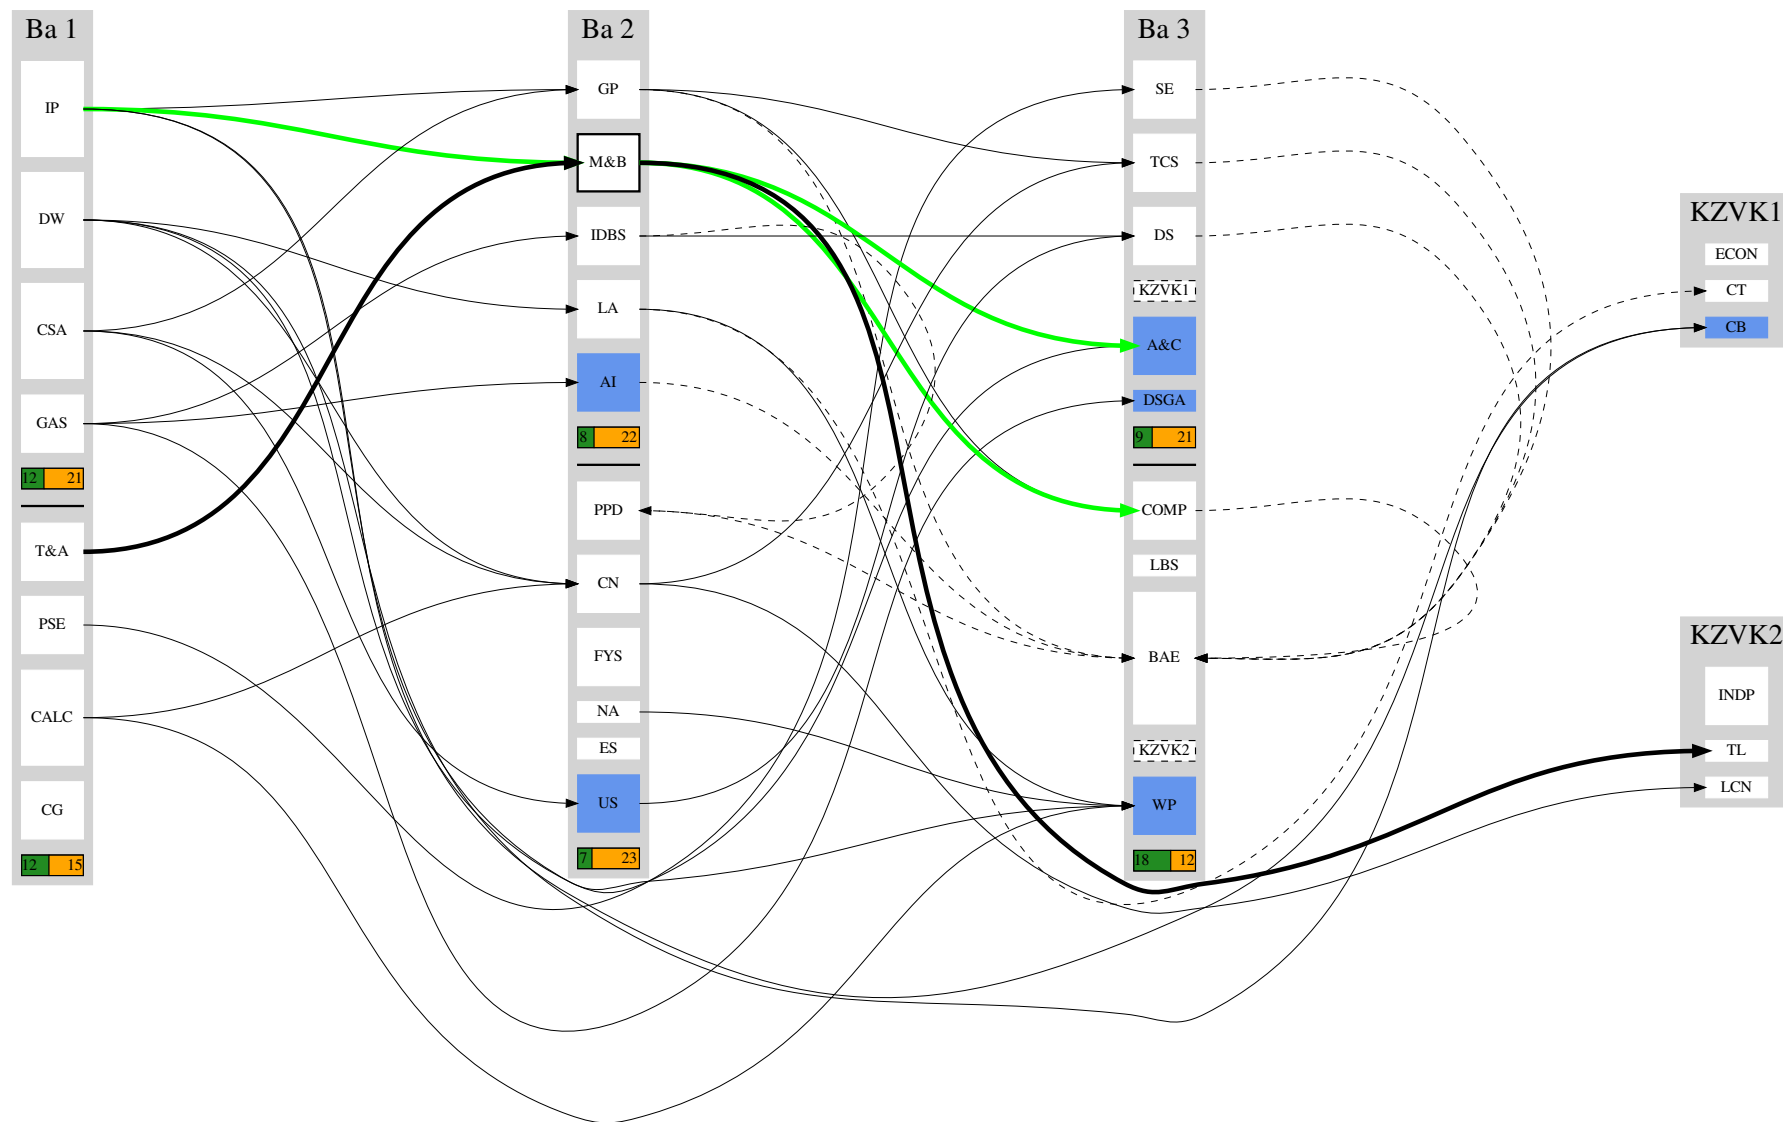 Ba 1
IP
DW
CSA
GAS
12 21
T&A
PSE
CALC
CG
12 15
Ba 2
GP
M&B
IDBS
LA
AI
8 22
PPD
CN
FYS
NA
ES
US
7 23
Ba 3
SE
TCS
DS
KZVK1
A&C
DSGA
9 21
COMP
LBS
BAE
KZVK2
WP
18 12
KZVK1
ECON
CT
CB
KZVK2
INDP
TL
LCN